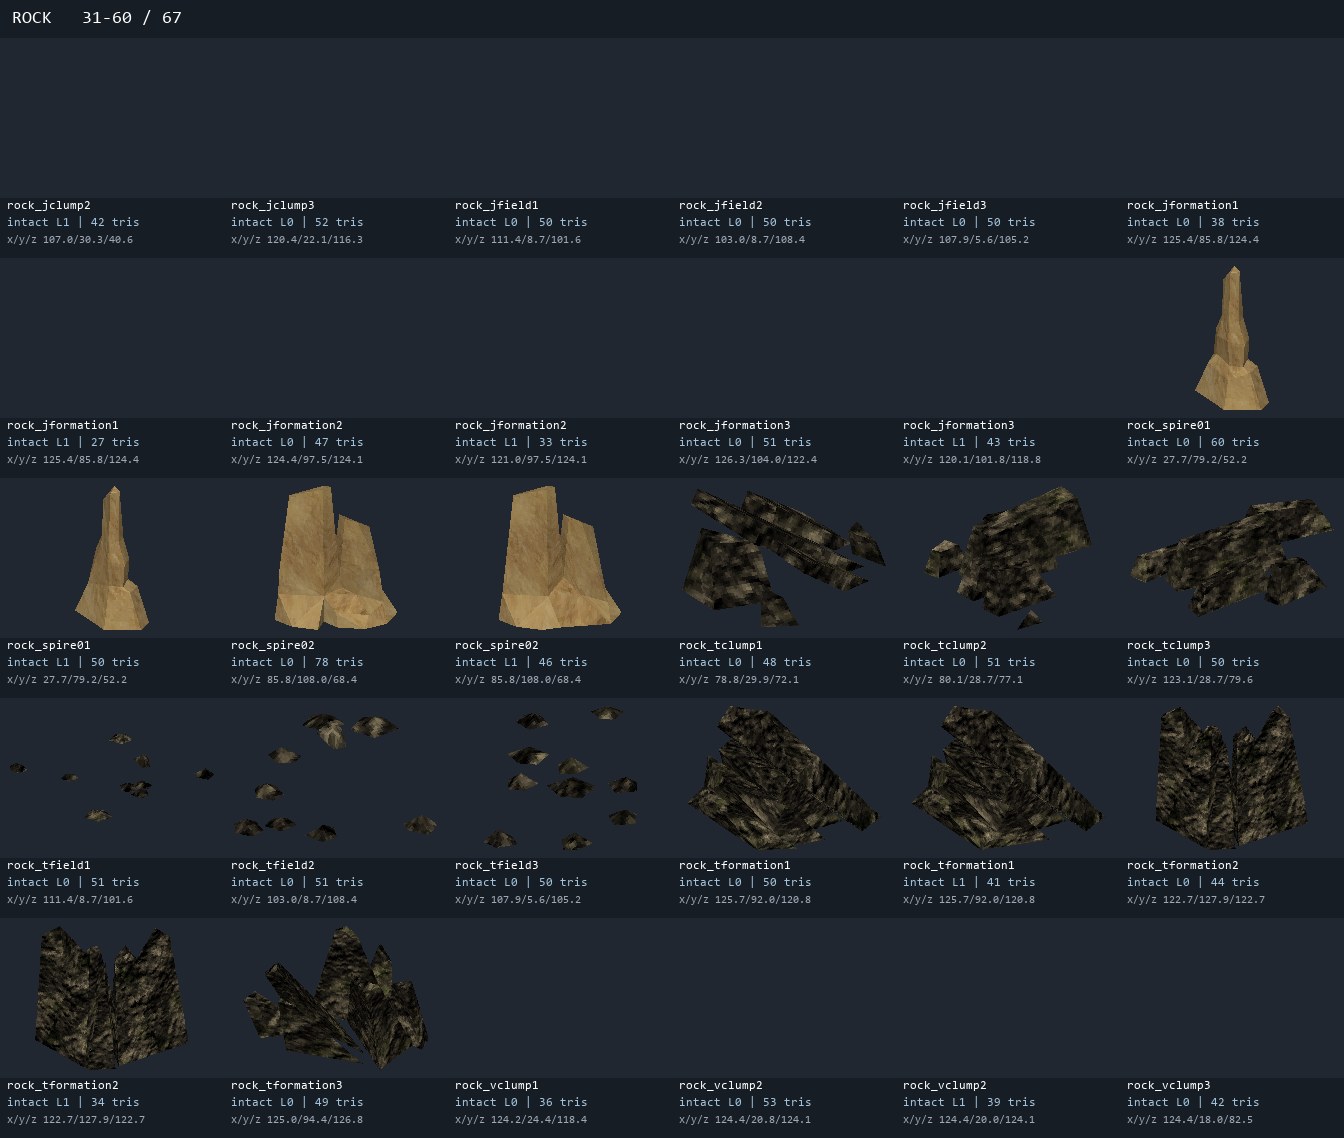 ROCK 31-60 / 67
rock_jclump2 rock_jclump3 rock_jfield1 rock_jfield2 rock_jfield3 rock_jformation1
intact L1 | 42 tris intact L0 | 52 tris intact L0 | 50 tris intact L0 | 50 tris intact L0 | 50 tris intact L0 | 38 tris
x/y/z 107.0/30.3/40.6 x/y/z 120.4/22.1/116.3 x/y/z 111.4/8.7/101.6 x/y/z 103.0/8.7/108.4 x/y/z 107.9/5.6/105.2 x/y/z 125.4/85.8/124.4
rock_jformation1 rock_jformation2 rock_jformation2 rock_jformation3 rock_jformation3 rock_spire01
intact L1 | 27 tris intact L0 | 47 tris intact L1 | 33 tris intact L0 | 51 tris intact L1 | 43 tris intact L0 | 60 tris
x/y/z 125.4/85.8/124.4 x/y/z 124.4/97.5/124.1 x/y/z 121.0/97.5/124.1 x/y/z 126.3/104.0/122.4 x/y/z 120.1/101.8/118.8 x/y/z 27.7/79.2/52.2
rock_spire01 rock_spire02 rock_spire02 rock_tclump1 rock_tclump2 rock_tclump3
intact L1 | 50 tris intact L0 | 78 tris intact L1 | 46 tris intact L0 | 48 tris intact L0 | 51 tris intact L0 | 50 tris
x/y/z 27.7/79.2/52.2 x/y/z 85.8/108.0/68.4 x/y/z 85.8/108.0/68.4 x/y/z 78.8/29.9/72.1 x/y/z 80.1/28.7/77.1 x/y/z 123.1/28.7/79.6
rock_tfield1 rock_tfield2 rock_tfield3 rock_tformation1 rock_tformation1 rock_tformation2
intact L0 | 51 tris intact L0 | 51 tris intact L0 | 50 tris intact L0 | 50 tris intact L1 | 41 tris intact L0 | 44 tris
x/y/z 111.4/8.7/101.6 x/y/z 103.0/8.7/108.4 x/y/z 107.9/5.6/105.2 x/y/z 125.7/92.0/120.8 x/y/z 125.7/92.0/120.8 x/y/z 122.7/127.9/122.7
rock_tformation2 rock_tformation3 rock_vclump1 rock_vclump2 rock_vclump2 rock_vclump3
intact L1 | 34 tris intact L0 | 49 tris intact L0 | 36 tris intact L0 | 53 tris intact L1 | 39 tris intact L0 | 42 tris
x/y/z 122.7/127.9/122.7 x/y/z 125.0/94.4/126.8 x/y/z 124.2/24.4/118.4 x/y/z 124.4/20.8/124.1 x/y/z 124.4/20.0/124.1 x/y/z 124.4/18.0/82.5